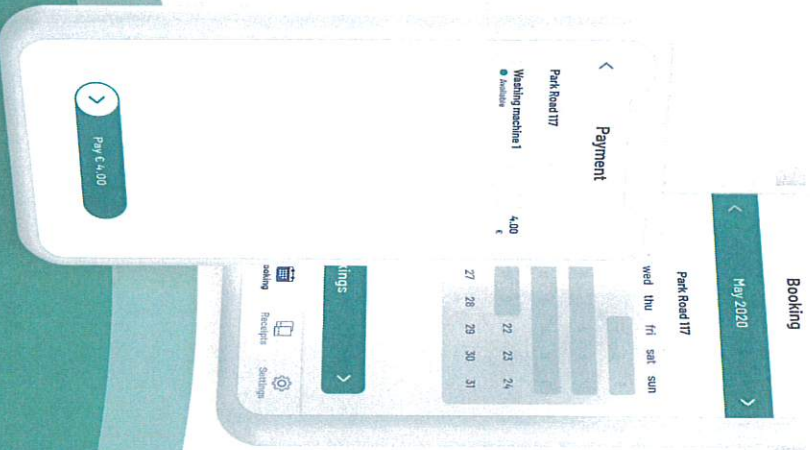 Payment
Park Road 117
Washing machine 1
4.00
Available
€
Pay € 4.00
Booking
May 2020
Park Road 117
wed thu fri sat sun
22 23 24
27 28 29 30 31
kings
ooking
Receipts
Settings